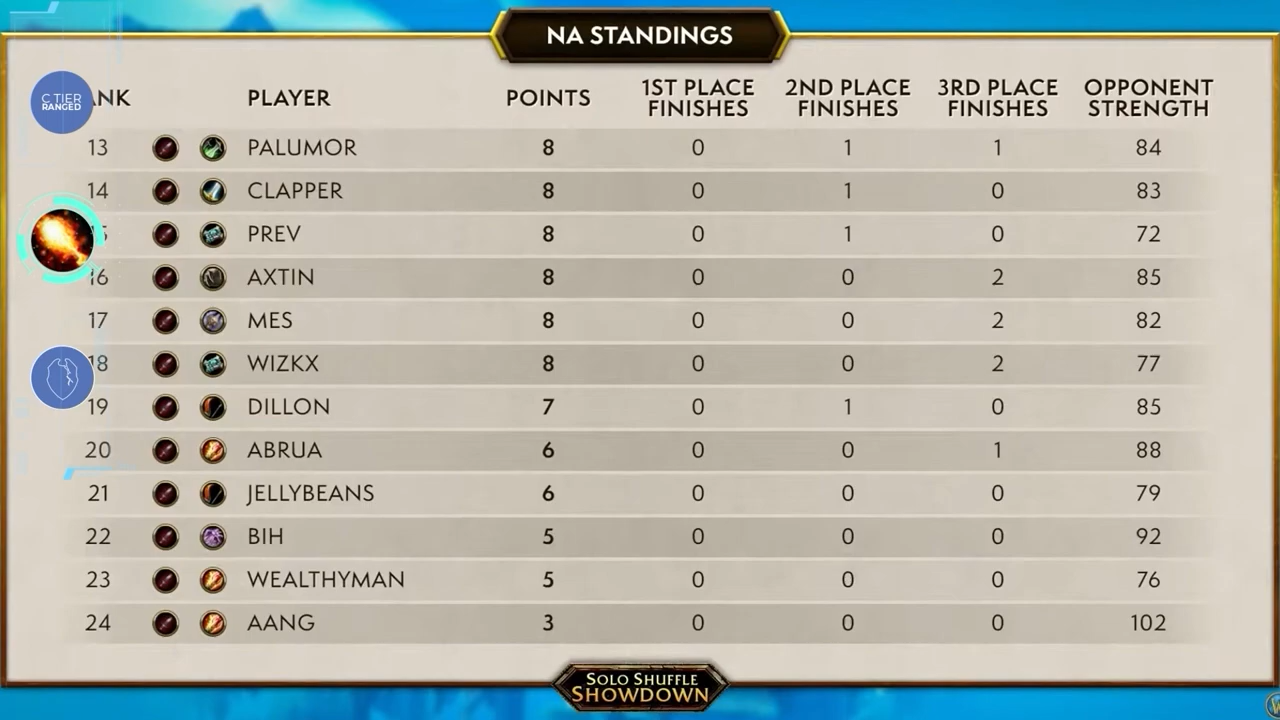 NA STANDINGS
C TIER
RANGED
ANK PLAYER POINTS 1ST PLACE FINISHES 2ND PLACE FINISHES 3RD PLACE FINISHES OPPONENT STRENGTH
13 PALUMOR 8 0 1 1 84
14 CLAPPER 8 0 1 0 83
5 PREV 8 0 1 0 72
16 AXTIN 8 0 0 2 85
17 MES 8 0 0 2 82
18 WIZKX 8 0 0 2 77
19 DILLON 7 0 1 0 85
20 ABRUA 6 0 0 1 88
21 JELLYBEANS 6 0 0 0 79
22 BIH 5 0 0 0 92
23 WEALTHYMAN 5 0 0 0 76
24 AANG 3 0 0 0 102
SOLO SHUFFLE
SHOWDOWN